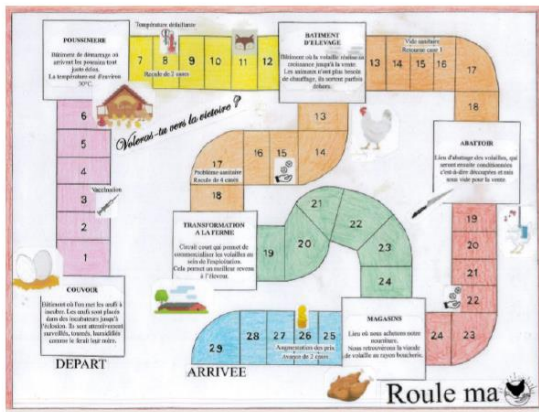 POUSSINIERE
Bâtiment de démarrage où
arrivent les poussins tout
juste éclos.
La température est d'environ
30°C.
Température défaillante
7
8
9
10
11
12
Recule de 2 cases
BATIMENT
D'ELEVAGE
Bâtiment où la volaille réalise sa
croissance jusqu'à la vente.
Les animaux n'ont plus besoin
de chauffage, ils sortent parfois
dehors.
Vide sanitaire
Retourne case 1
13
14
15
16
17
18
6
5
4
Vaccination
3
2
1
Voleras-tu vers la victoire ?
13
14
15
16
17
Problème sanitaire
Recule de 4 cases
18
ABATTOIR
Lieu d'abattage des volailles, qui
seront ensuite conditionnées
c'est-à-dire découpées et mis
sous vide pour la vente
TRANSFORMATION
A LA FERME
Circuit court qui permet de
commercialiser les volailles au
sein de l'exploitation.
Cela permet un meilleur revenu
à l'éleveur.
19
20
21
22
23
24
19
20
21
22
23
24
COUVOIR
Bâtiment où l'on met les œufs à
incuber. Les œufs sont placés
dans des incubateurs jusqu'à
l'éclosion. Ils sont attentivement
surveillés, tournés, humidifiés
comme le ferait leur mère.
DEPART
MAGASINS
Lieu où nous achetons notre
nourriture.
Nous retrouverons la viande
de volaille au rayon boucherie.
29
28
27
26
25
Augmentation des prix
Avance de 2 cases
ARRIVEE
Roule ma